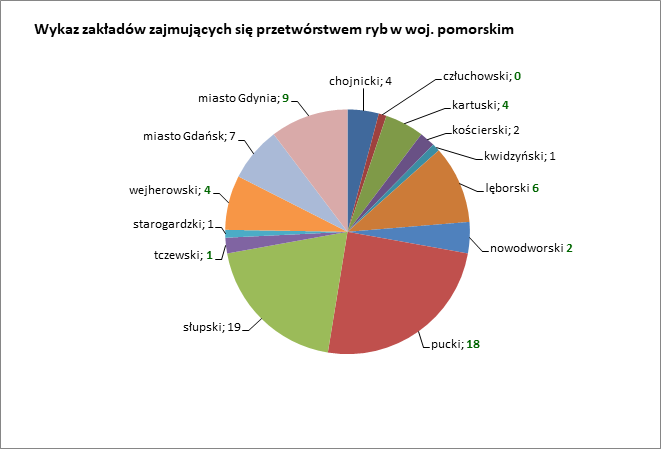 Wykaz zakładów zajmujących się przetwórstwem ryb w woj. pomorskim
chojnicki; 4
człuchowski; 0
kartuski; 4
kościerski; 2
kwidzyński; 1
lęborski 6
nowodworski 2
pucki; 18
słupski; 19
tczewski; 1
starogardzki; 1
wejherowski; 4
miasto Gdańsk; 7
miasto Gdynia; 9